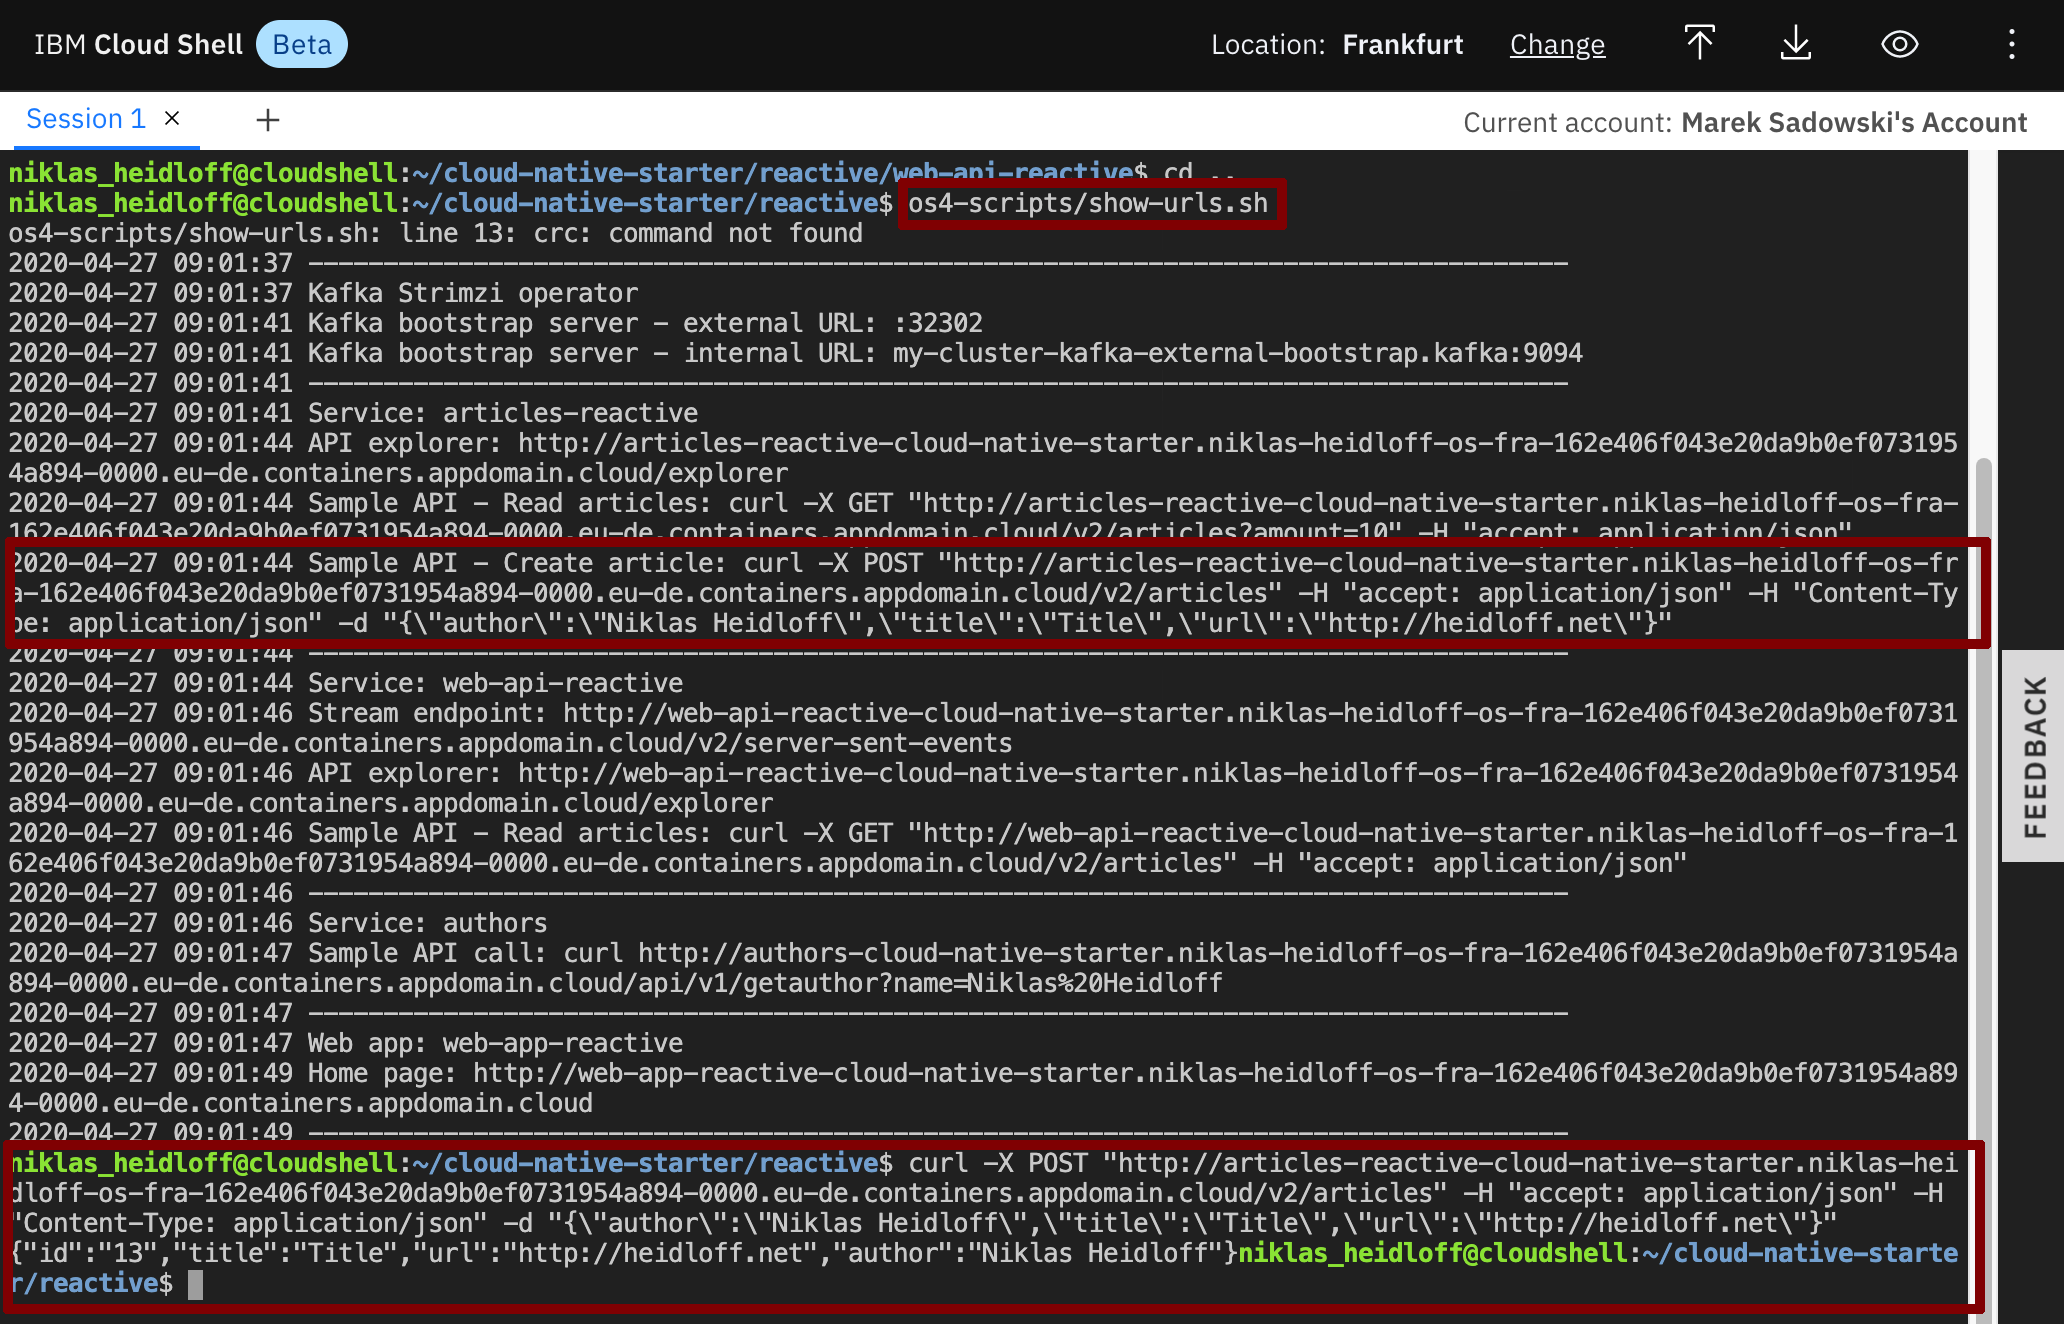 IBM Cloud Shell Beta Location: Frankfurt Change
Session 1 × + Current account: Marek Sadowski's Account
niklas_heidloff@cloudshell:~/cloud-native-starter/reactive/web-api-reactive$ cd ..
niklas_heidloff@cloudshell:~/cloud-native-starter/reactive$ os4-scripts/show-urls.sh
os4-scripts/show-urls.sh: line 13: crc: command not found
2020-04-27 09:01:37 ------------------------------------------------------------------------------------
2020-04-27 09:01:37 Kafka Strimzi operator
2020-04-27 09:01:41 Kafka bootstrap server - external URL: :32302
2020-04-27 09:01:41 Kafka bootstrap server - internal URL: my-cluster-kafka-external-bootstrap.kafka:9094
2020-04-27 09:01:41 ------------------------------------------------------------------------------------
2020-04-27 09:01:41 Service: articles-reactive
2020-04-27 09:01:44 API explorer: http://articles-reactive-cloud-native-starter.niklas-heidloff-os-fra-162e406f043e20da9b0ef073195
4a894-0000.eu-de.containers.appdomain.cloud/explorer
2020-04-27 09:01:44 Sample API - Read articles: curl -X GET "http://articles-reactive-cloud-native-starter.niklas-heidloff-os-fra-
162e406f043e20da9b0ef0731954a894-0000.eu-de.containers.appdomain.cloud/v2/articles?amount=10" -H "accept: application/json"
2020-04-27 09:01:44 Sample API - Create article: curl -X POST "http://articles-reactive-cloud-native-starter.niklas-heidloff-os-fr
a-162e406f043e20da9b0ef0731954a894-0000.eu-de.containers.appdomain.cloud/v2/articles" -H "accept: application/json" -H "Content-Ty
pe: application/json" -d "{\"author\":\"Niklas Heidloff\",\"title\":\"Title\",\"url\":\"http://heidloff.net\"}"
2020-04-27 09:01:44 ------------------------------------------------------------------------------------
2020-04-27 09:01:44 Service: web-api-reactive
2020-04-27 09:01:46 Stream endpoint: http://web-api-reactive-cloud-native-starter.niklas-heidloff-os-fra-162e406f043e20da9b0ef0731
954a894-0000.eu-de.containers.appdomain.cloud/v2/server-sent-events
2020-04-27 09:01:46 API explorer: http://web-api-reactive-cloud-native-starter.niklas-heidloff-os-fra-162e406f043e20da9b0ef0731954
a894-0000.eu-de.containers.appdomain.cloud/explorer
2020-04-27 09:01:46 Sample API - Read articles: curl -X GET "http://web-api-reactive-cloud-native-starter.niklas-heidloff-os-fra-1
62e406f043e20da9b0ef0731954a894-0000.eu-de.containers.appdomain.cloud/v2/articles" -H "accept: application/json"
2020-04-27 09:01:46 ------------------------------------------------------------------------------------
2020-04-27 09:01:46 Service: authors
2020-04-27 09:01:47 Sample API call: curl http://authors-cloud-native-starter.niklas-heidloff-os-fra-162e406f043e20da9b0ef0731954a
894-0000.eu-de.containers.appdomain.cloud/api/v1/getauthor?name=Niklas%20Heidloff
2020-04-27 09:01:47 ------------------------------------------------------------------------------------
2020-04-27 09:01:47 Web app: web-app-reactive
2020-04-27 09:01:49 Home page: http://web-app-reactive-cloud-native-starter.niklas-heidloff-os-fra-162e406f043e20da9b0ef0731954a89
4-0000.eu-de.containers.appdomain.cloud
2020-04-27 09:01:49 ------------------------------------------------------------------------------------
niklas_heidloff@cloudshell:~/cloud-native-starter/reactive$ curl -X POST "http://articles-reactive-cloud-native-starter.niklas-hei
dloff-os-fra-162e406f043e20da9b0ef0731954a894-0000.eu-de.containers.appdomain.cloud/v2/articles" -H "accept: application/json" -H
"Content-Type: application/json" -d "{\"author\":\"Niklas Heidloff\",\"title\":\"Title\",\"url\":\"http://heidloff.net\"}"
{"id":"13","title":"Title","url":"http://heidloff.net","author":"Niklas Heidloff"}niklas_heidloff@cloudshell:~/cloud-native-starte
r/reactive$
FEEDBACK